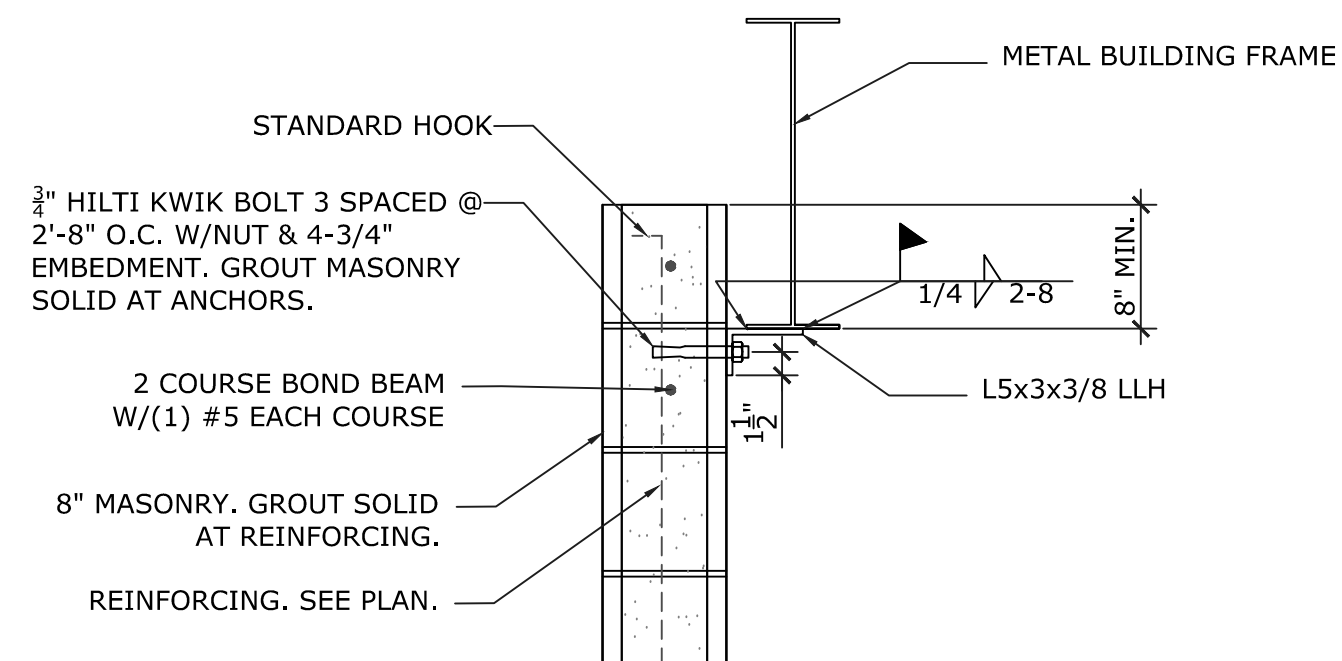 METAL BUILDING FRAME
STANDARD HOOK
3/4" HILTI KWIK BOLT 3 SPACED @
2'-8" O.C. W/NUT & 4-3/4"
EMBEDMENT. GROUT MASONRY
SOLID AT ANCHORS.
8" MIN.
1/4 2-8
2 COURSE BOND BEAM
W/(1) #5 EACH COURSE
L5x3x3/8 LLH
1 1/2"
8" MASONRY. GROUT SOLID
AT REINFORCING.
REINFORCING. SEE PLAN.